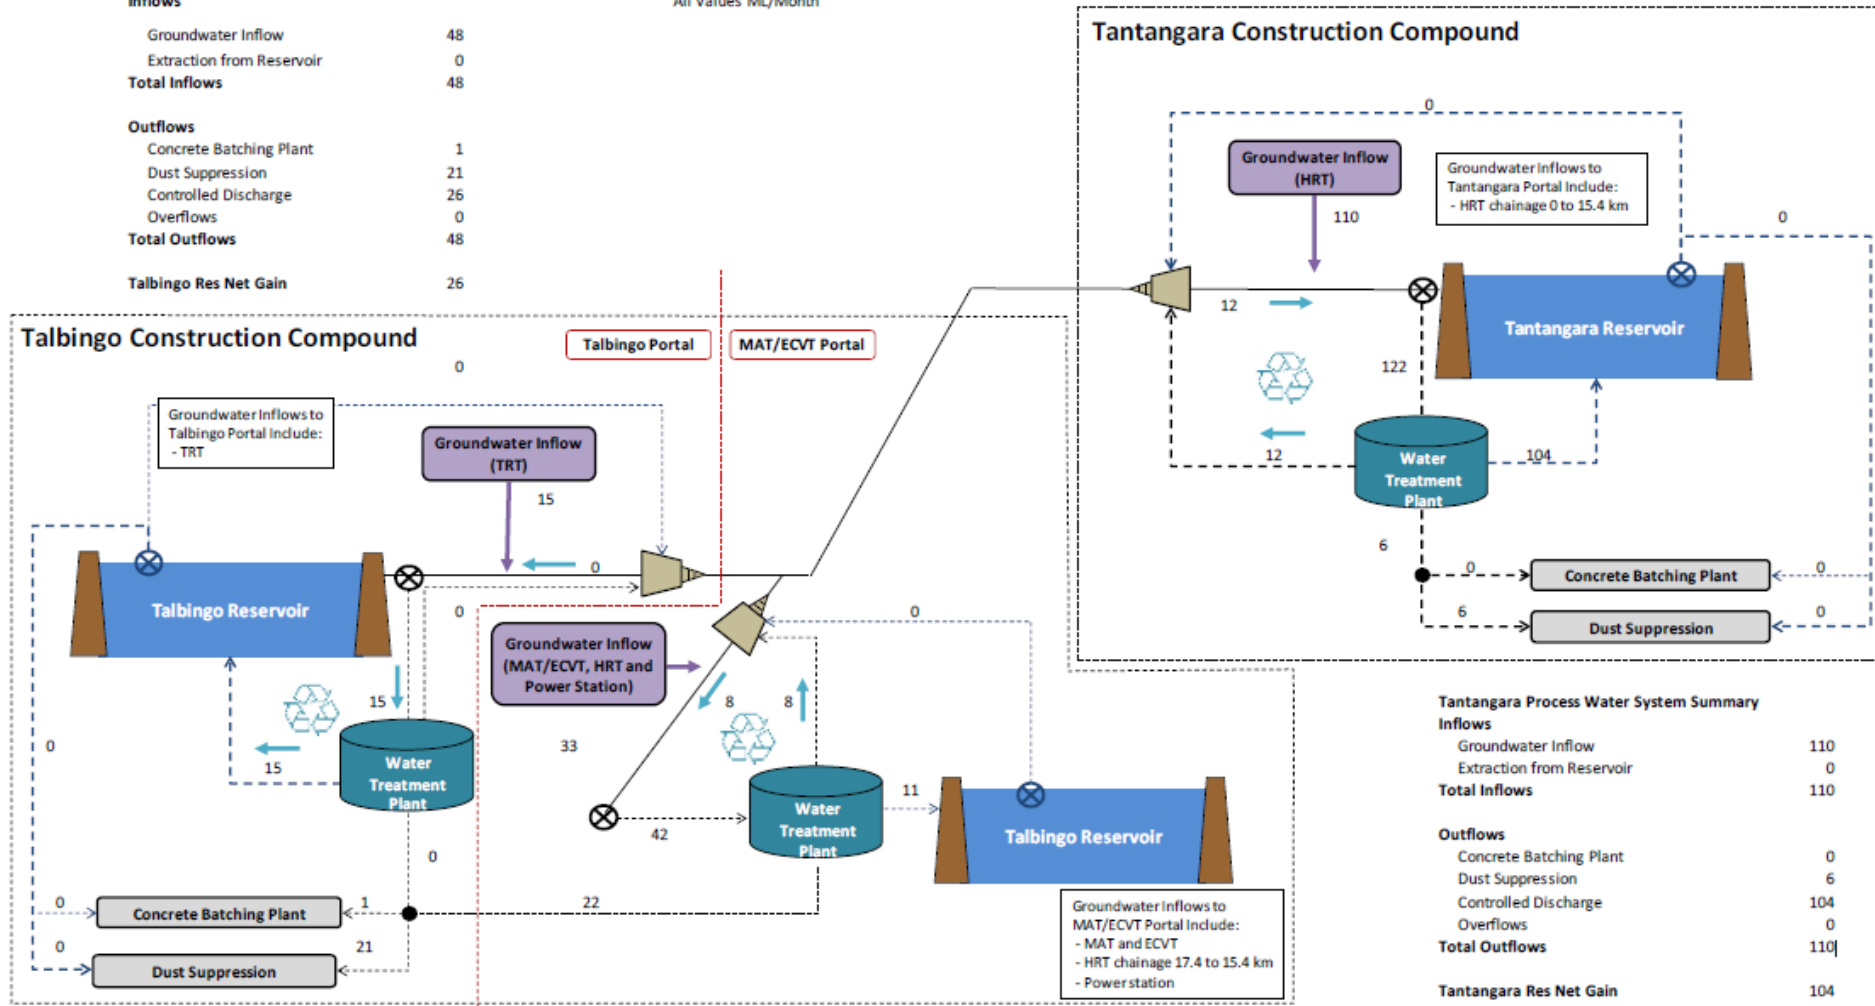 Inflows
All Values ML/Month
Groundwater Inflow 48
Extraction from Reservoir 0
Total Inflows 48
Outflows
Concrete Batching Plant 1
Dust Suppression 21
Controlled Discharge 26
Overflows 0
Total Outflows 48
Talbingo Res Net Gain 26
Tantangara Construction Compound
0
Groundwater Inflow
(HRT)
110
Groundwater Inflows to
Tantangara Portal Include:
- HRT chainage 0 to 15.4 km
0
12
Tantangara Reservoir
122
12
Water
Treatment
Plant
104
6
0
Concrete Batching Plant
0
6
Dust Suppression
0
Talbingo Construction Compound
Talbingo Portal
MAT/ECVT Portal
0
Groundwater Inflows to
Talbingo Portal Include:
- TRT
Groundwater Inflow
(TRT)
15
0
Talbingo Reservoir
0
Groundwater Inflow
(MAT/ECVT, HRT and
Power Station)
0
15
8
8
0
15
33
Water
Treatment
Plant
42
Water
Treatment
Plant
11
Talbingo Reservoir
0
0
Concrete Batching Plant
1
22
0
Dust Suppression
21
Groundwater Inflows to
MAT/ECVT Portal Include:
- MAT and ECVT
- HRT chainage 17.4 to 15.4 km
- Power station
Tantangara Process Water System Summary
Inflows
Groundwater Inflow 110
Extraction from Reservoir 0
Total Inflows 110
Outflows
Concrete Batching Plant 0
Dust Suppression 6
Controlled Discharge 104
Overflows 0
Total Outflows 110
Tantangara Res Net Gain 104